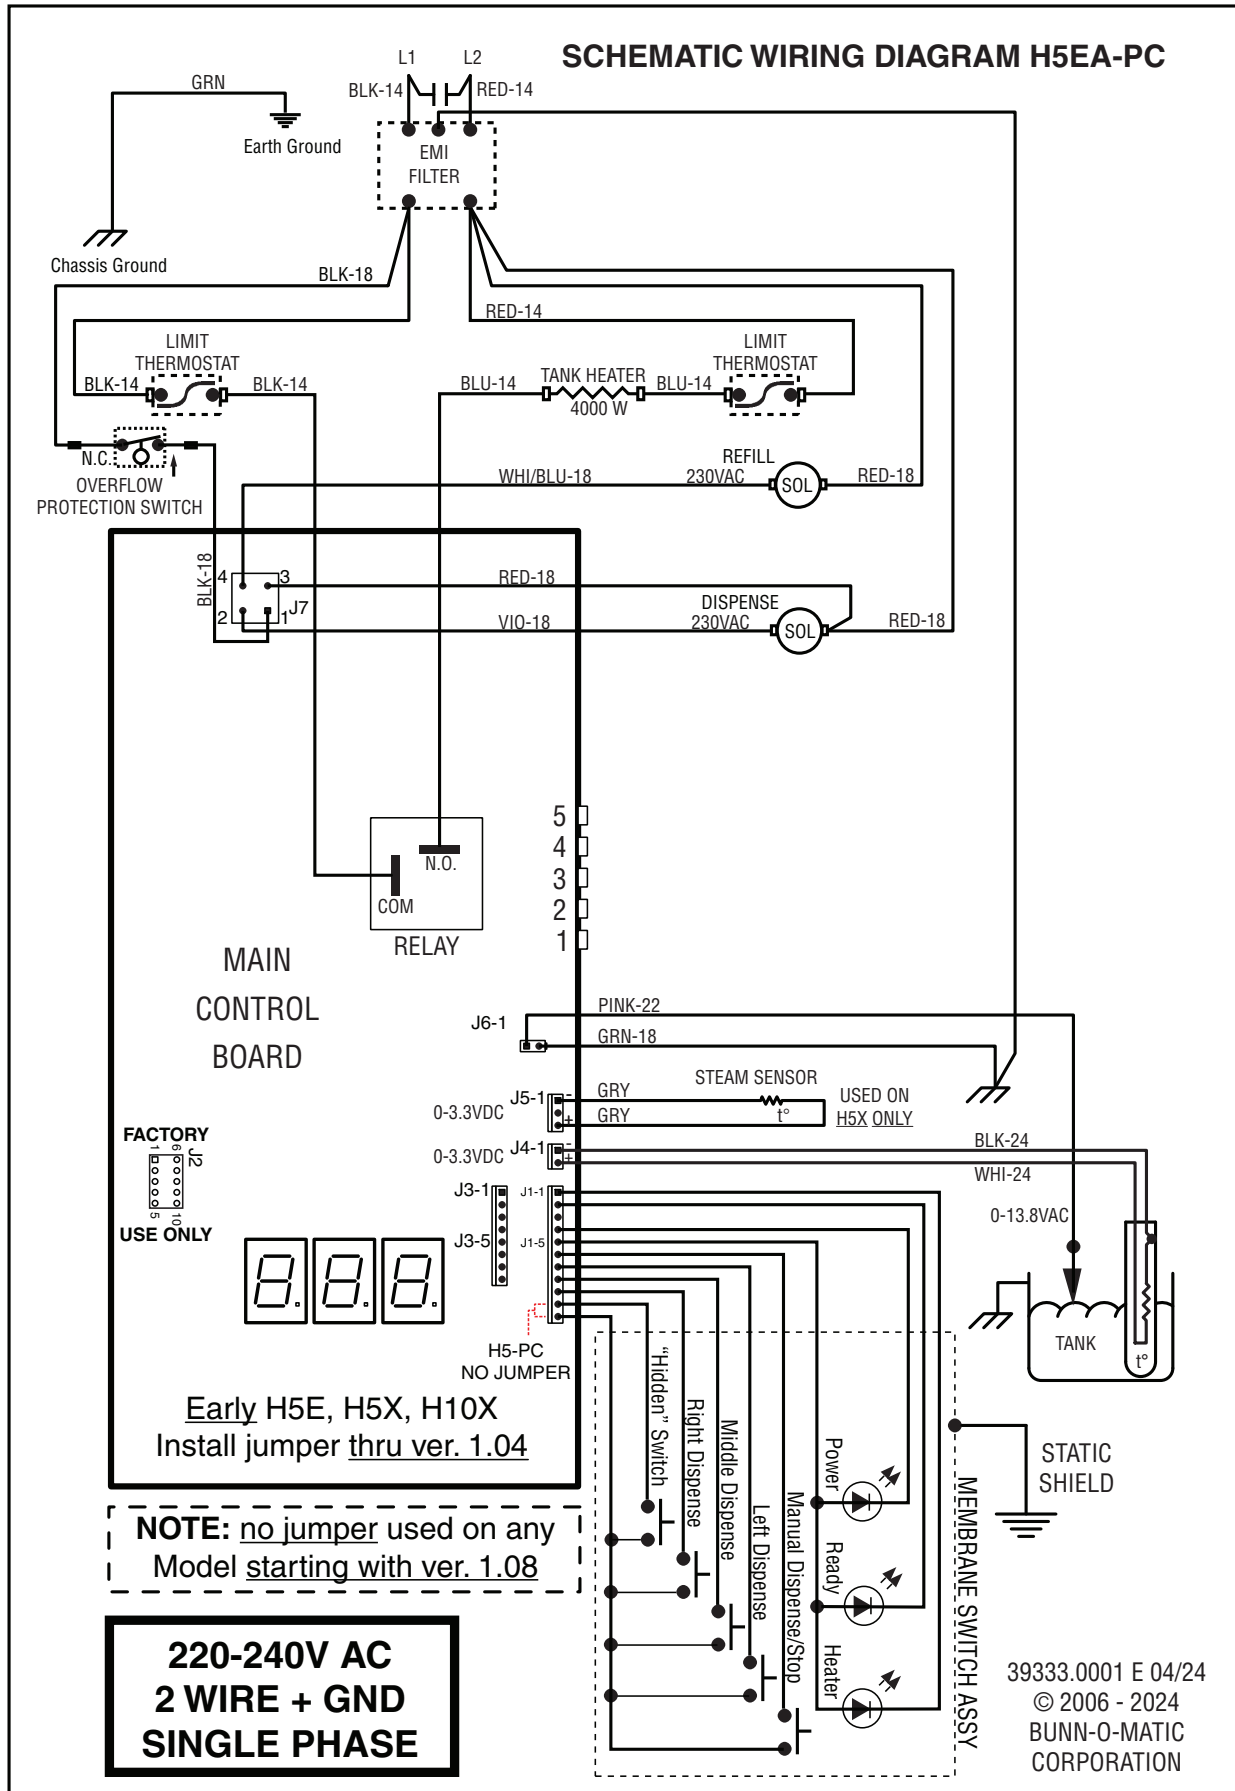 SCHEMATIC WIRING DIAGRAM H5EA-PC
L1
L2
GRN
BLK-14
RED-14
Earth Ground
EMI
FILTER
Chassis Ground
BLK-18
RED-14
LIMIT
THERMOSTAT
LIMIT
THERMOSTAT
BLK-14
BLK-14
BLU-14
TANK HEATER
4000 W
BLU-14
N.C.
OVERFLOW
PROTECTION SWITCH
WHI/BLU-18
REFILL
230VAC
SOL
RED-18
BLK-18
4
3
2
1
J7
RED-18
VIO-18
DISPENSE
230VAC
SOL
RED-18
5
4
3
2
1
N.O.
COM
RELAY
MAIN
CONTROL
BOARD
J6-1
PINK-22
GRN-18
J5-1
-
+
0-3.3VDC
GRY
GRY
STEAM SENSOR
t°
USED ON
H5X ONLY
0-3.3VDC
J4-1
-
+
BLK-24
WHI-24
FACTORY
1
6
J2
5
10
USE ONLY
J3-1
J1-1
J3-5
J1-5
0-13.8VAC
TANK
t°
8.8.8.
H5-PC
NO JUMPER
Early H5E, H5X, H10X
Install jumper thru ver. 1.04
"Hidden" Switch
Right Dispense
Middle Dispense
Left Dispense
Manual Dispense/Stop
Power
Ready
Heater
MEMBRANE SWITCH ASSY
STATIC
SHIELD
NOTE: no jumper used on any
Model starting with ver. 1.08
220-240V AC
2 WIRE + GND
SINGLE PHASE
39333.0001 E 04/24
© 2006 - 2024
BUNN-O-MATIC
CORPORATION